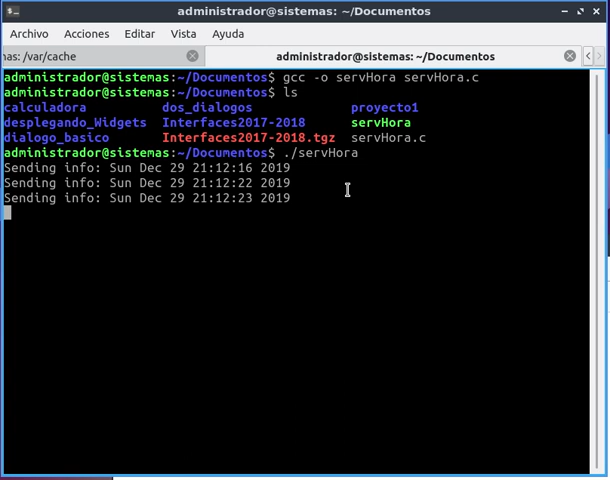 administrador@sistemas: ~/Documentos
Archivo Acciones Editar Vista Ayuda
nas: /var/cache administrador@sistemas: ~/Documentos
administrador@sistemas:~/Documentos$ gcc -o servHora servHora.c
administrador@sistemas:~/Documentos$ ls
calculadora dos_dialogos proyecto1
desplegando_Widgets Interfaces2017-2018 servHora
dialogo_basico Interfaces2017-2018.tgz servHora.c
administrador@sistemas:~/Documentos$ ./servHora
Sending info: Sun Dec 29 21:12:16 2019
Sending info: Sun Dec 29 21:12:22 2019
Sending info: Sun Dec 29 21:12:23 2019